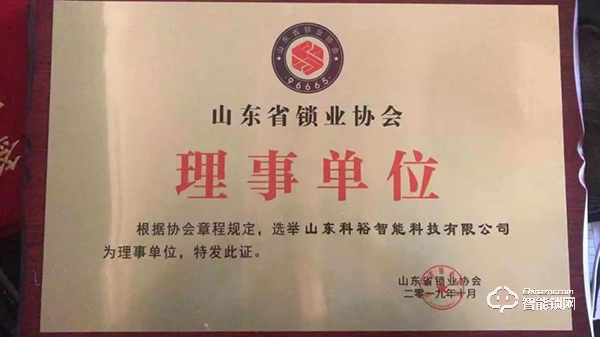 山东省锁业协会
96665
山东省锁业协会
理事单位
根据协会章程规定，选举山东科裕智能科技有限公司
为理事单位，特发此证。
山东省锁业协会
二零一九年十月
智能锁网